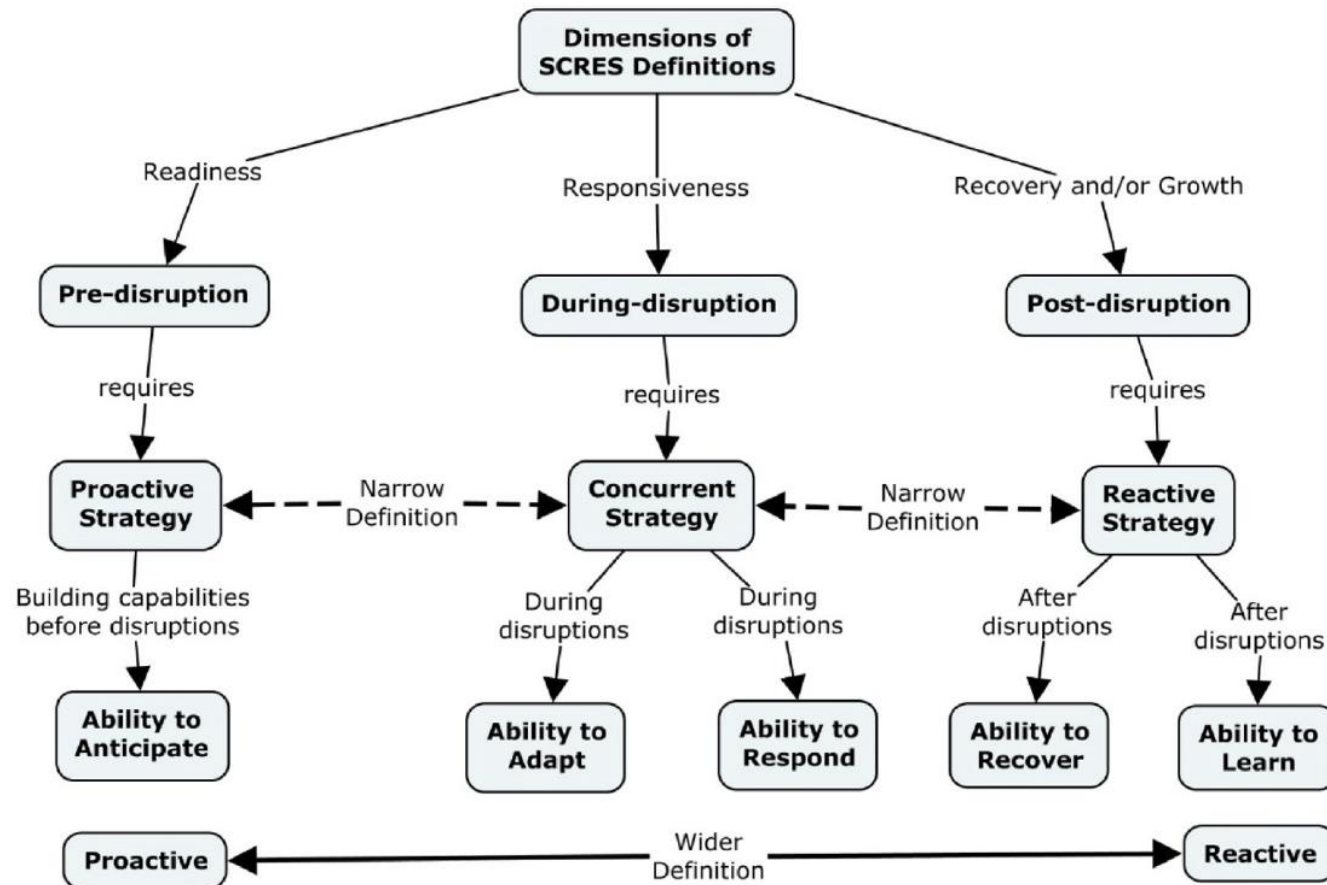 Dimensions of
SCRES Definitions
Readiness
Responsiveness
Recovery and/or Growth
Pre-disruption
During-disruption
Post-disruption
requires
requires
requires
Proactive
Strategy
Narrow
Definition
Concurrent
Strategy
Narrow
Definition
Reactive
Strategy
Building capabilities
before disruptions
During
disruptions
During
disruptions
After
disruptions
After
disruptions
Ability to
Anticipate
Ability to
Adapt
Ability to
Respond
Ability to
Recover
Ability to
Learn
Proactive
Wider
Definition
Reactive